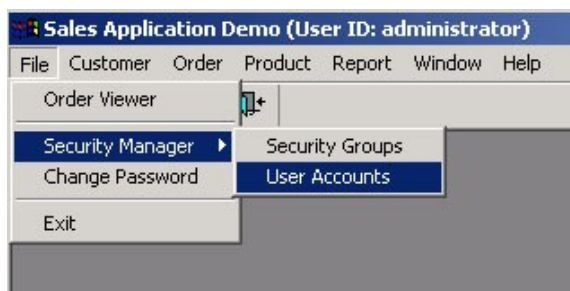 Sales Application Demo (User ID: administrator)
File Customer Order Product Report Window Help
Order Viewer
Security Manager Security Groups
Change Password User Accounts
Exit